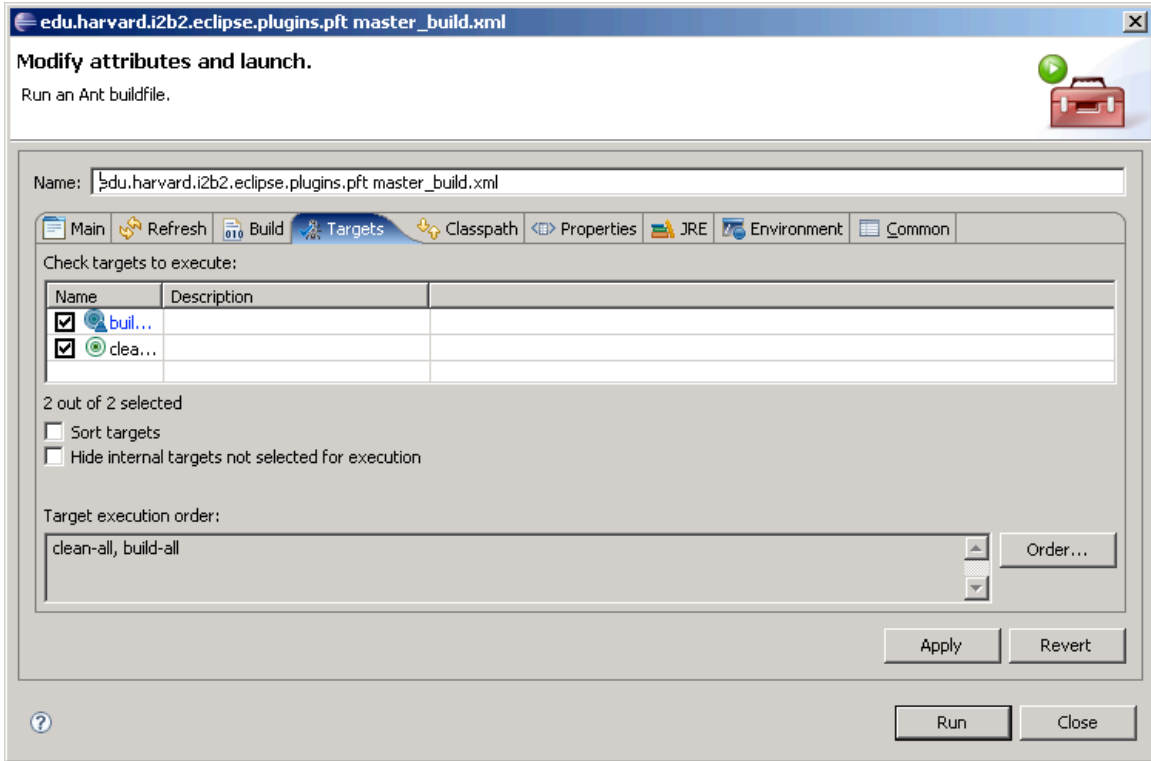 edu.harvard.i2b2.eclipse.plugins.pft master_build.xml
Modify attributes and launch.
Run an Ant buildfile.
Name: edu.harvard.i2b2.eclipse.plugins.pft master_build.xml
Main Refresh 010 Build Targets Classpath Properties JRE Environment Common
Check targets to execute:
Name Description
buil...
clea...
2 out of 2 selected
Sort targets
Hide internal targets not selected for execution
Target execution order:
clean-all, build-all
Order...
Apply Revert
? Run Close